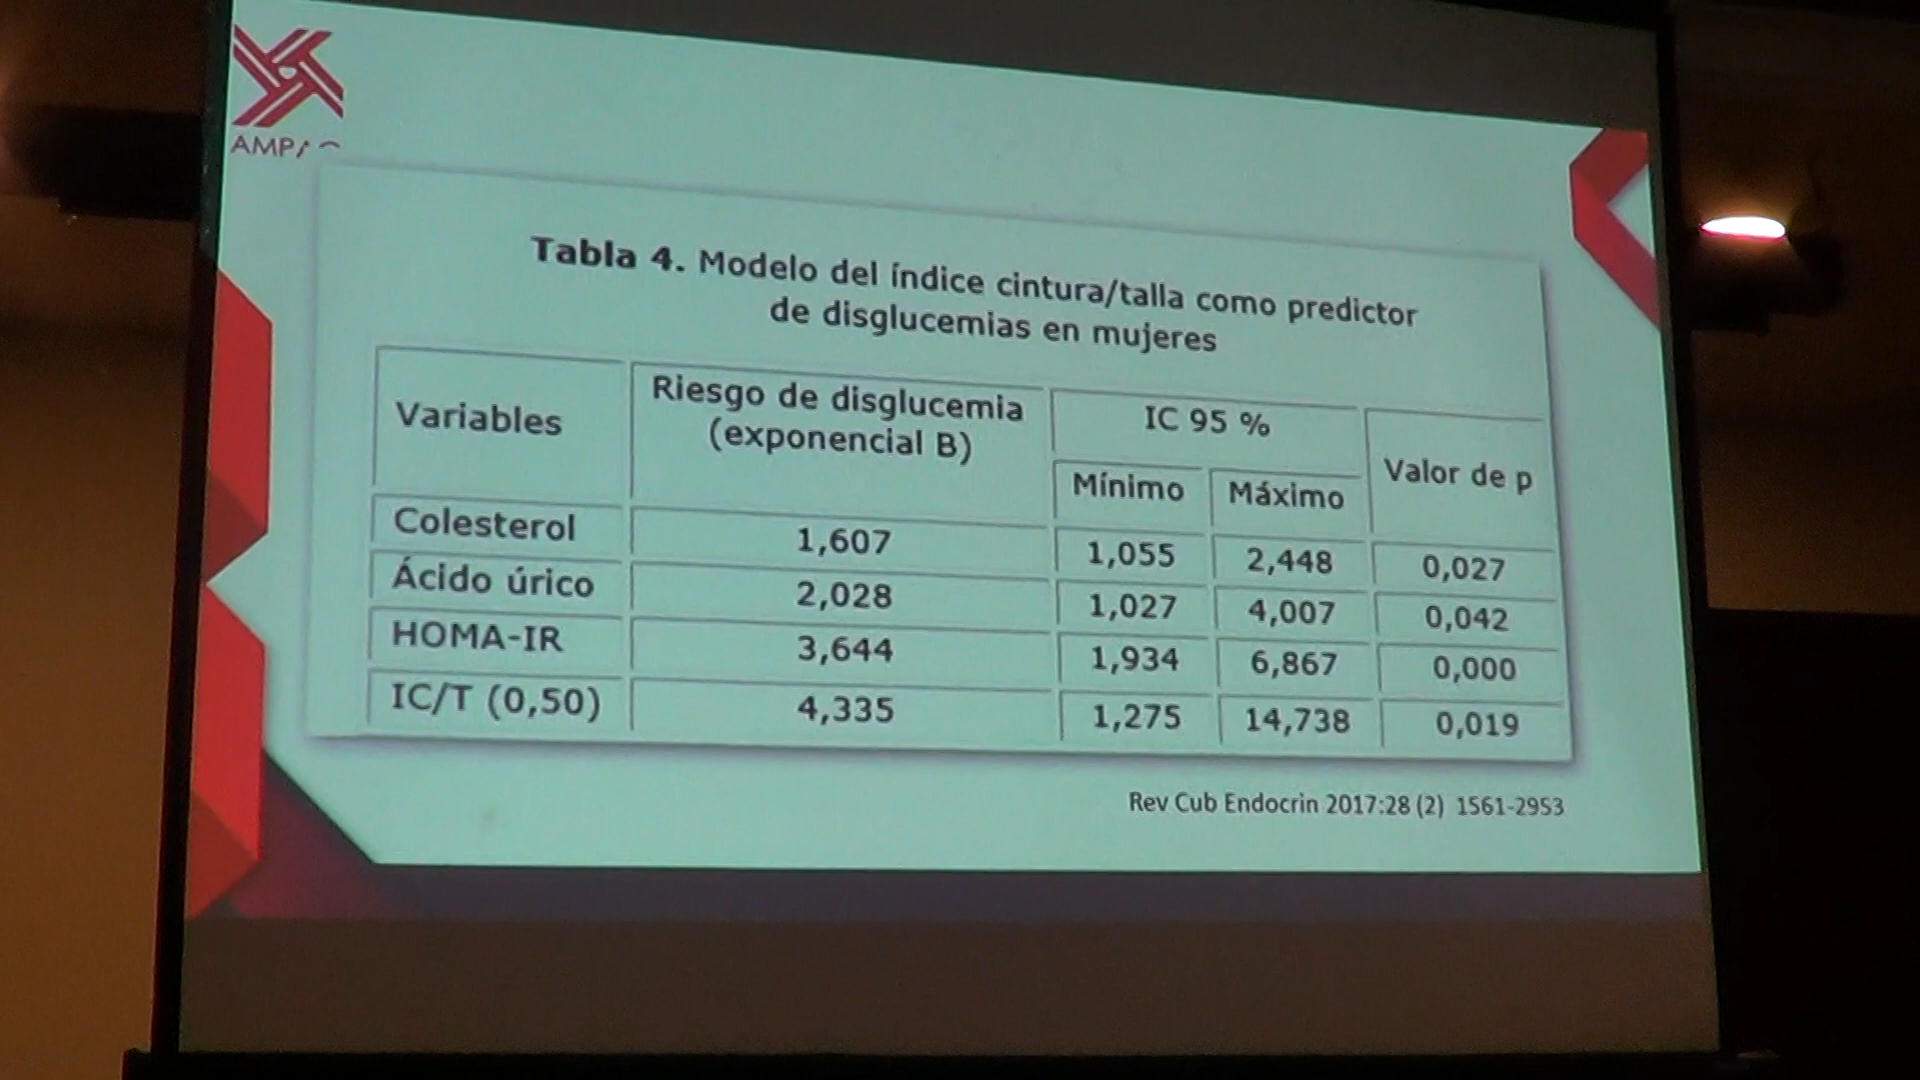 Tabla 4. Modelo del índice cintura/talla como predictor
de disglucemias en mujeres
Variables
Riesgo de disglucemia
(exponencial B)
IC 95 %
Mínimo
Máximo
Valor de p
Colesterol 1,607 1,055 2,448 0,027
Ácido úrico 2,028 1,027 4,007 0,042
HOMA-IR 3,644 1,934 6,867 0,000
IC/T (0,50) 4,335 1,275 14,738 0,019
Rev Cub Endocrin 2017:28 (2) 1561-2953